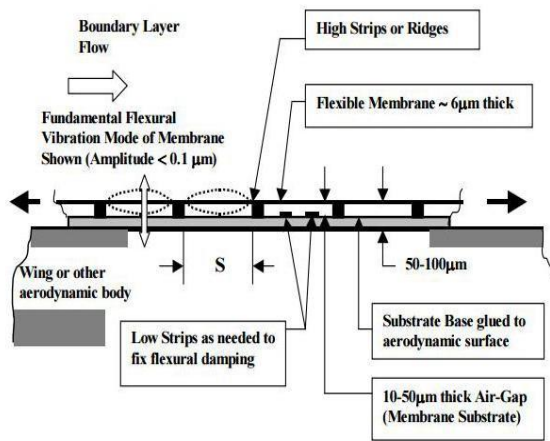 Boundary Layer
Flow
High Strips or Ridges
Flexible Membrane ~ 6μm thick
Fundamental Flexural
Vibration Mode of Membrane
Shown (Amplitude < 0.1 μm)
S
50-100μm
Wing or other
aerodynamic body
Low Strips as needed to
fix flexural damping
Substrate Base glued to
aerodynamic surface
10-50μm thick Air-Gap
(Membrane Substrate)